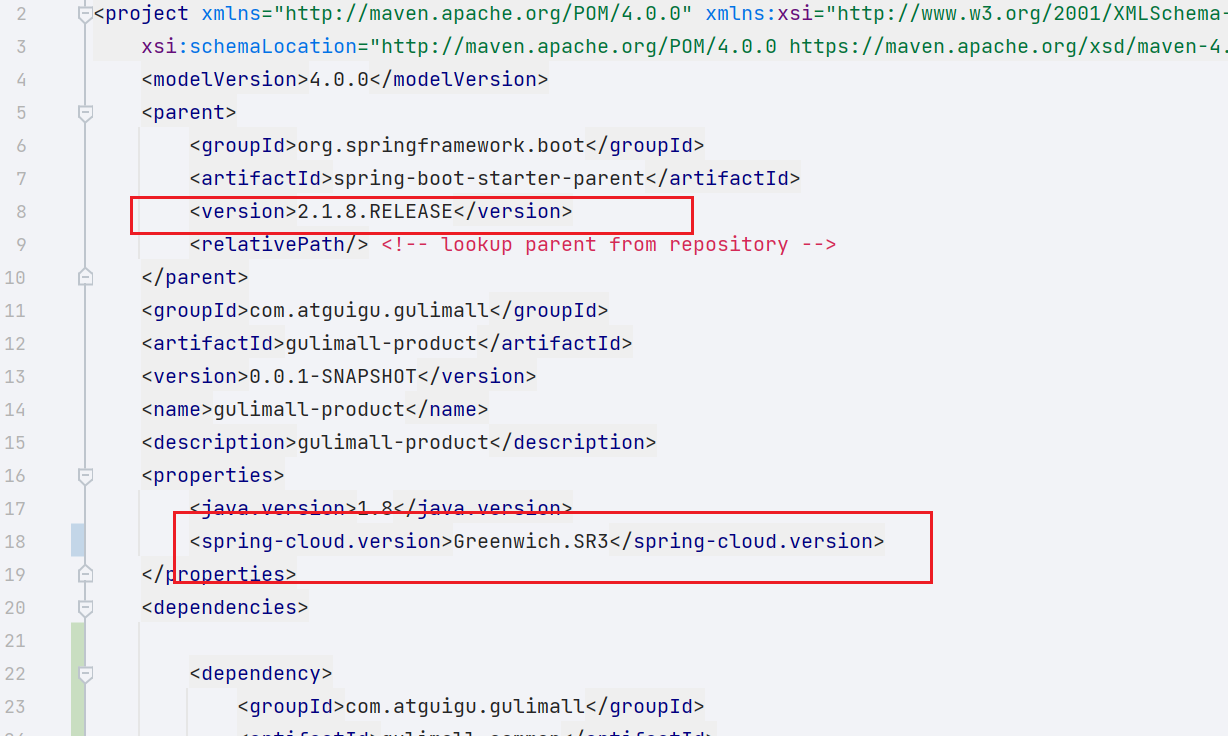 2 <project xmlns="http://maven.apache.org/POM/4.0.0" xmlns:xsi="http://www.w3.org/2001/XMLSchema-
3 xsi:schemaLocation="http://maven.apache.org/POM/4.0.0 https://maven.apache.org/xsd/maven-4.
4 <modelVersion>4.0.0</modelVersion>
5 <parent>
6 <groupId>org.springframework.boot</groupId>
7 <artifactId>spring-boot-starter-parent</artifactId>
8 <version>2.1.8.RELEASE</version>
9 <relativePath/> <!-- lookup parent from repository -->
10 </parent>
11 <groupId>com.atguigu.gulimall</groupId>
12 <artifactId>gulimall-product</artifactId>
13 <version>0.0.1-SNAPSHOT</version>
14 <name>gulimall-product</name>
15 <description>gulimall-product</description>
16 <properties>
17 <java.version>1.8</java.version>
18 <spring-cloud.version>Greenwich.SR3</spring-cloud.version>
19 </properties>
20 <dependencies>
21
22 <dependency>
23 <groupId>com.atguigu.gulimall</groupId>
<artifactId>gulimall-common</artifactId>